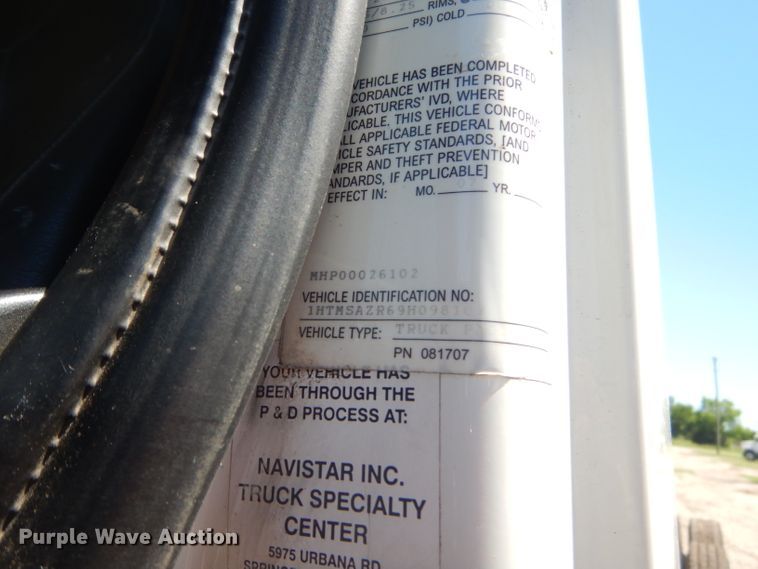 RIMS,
PSI) COLD
VEHICLE HAS BEEN COMPLETED
CCORDANCE WITH THE PRIOR
UFACTURERS' IVD, WHERE
LICABLE. THIS VEHICLE CONFORMS
ALL APPLICABLE FEDERAL MOTOR
ICLE SAFETY STANDARDS, [AND
MPER AND THEFT PREVENTION
ANDARDS, IF APPLICABLE]
EFFECT IN: MO. YR.
MHP00026102
VEHICLE IDENTIFICATION NO:
1HTMSAZR69H0981
VEHICLE TYPE: TRUCK
PN 081707
YOUR VEHICLE HAS
BEEN THROUGH THE
P & D PROCESS AT:
NAVISTAR INC.
TRUCK SPECIALTY
CENTER
5975 URBANA RD
Purple Wave Auction